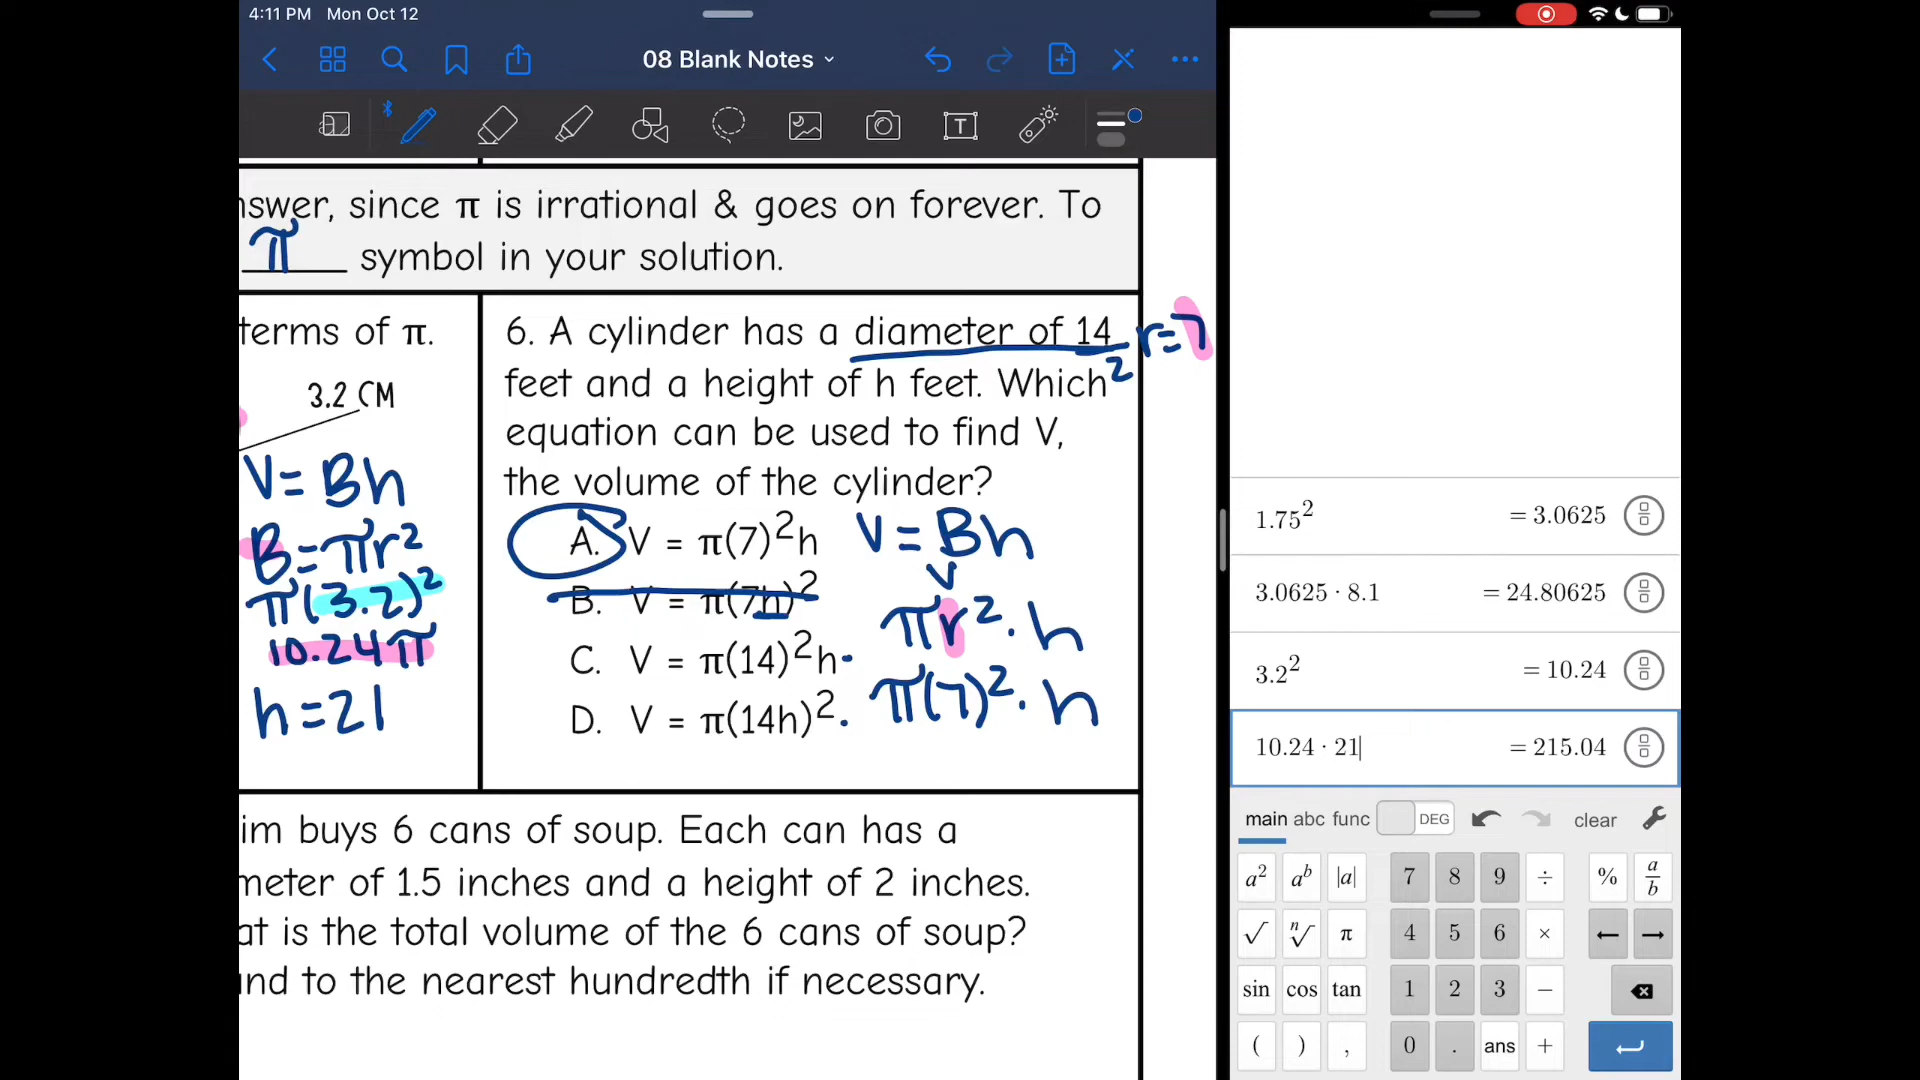 4:11 PM Mon Oct 12
08 Blank Notes
nswer, since π is irrational & goes on forever. To
π symbol in your solution.
terms of π.
3.2 CM
V = Bh
B = πr²
π(3.2)²
10.24π
h = 21
6. A cylinder has a diameter of 14
r = 7
2
feet and a height of h feet. Which
equation can be used to find V,
the volume of the cylinder?
A. V = π(7)²h
B. V = π(7h)²
C. V = π(14)²h
D. V = π(14h)²
V = Bh
πr² · h
π(7)² · h
im buys 6 cans of soup. Each can has a
meter of 1.5 inches and a height of 2 inches.
at is the total volume of the 6 cans of soup?
und to the nearest hundredth if necessary.
1.75² = 3.0625
3.0625 · 8.1 = 24.80625
3.2² = 10.24
10.24 · 21 = 215.04
main abc func DEG clear
a² aᵇ |a| 7 8 9 ÷ % a/b
√ ⁿ√ π 4 5 6 × ← →
sin cos tan 1 2 3 −
( ) , 0 . ans +